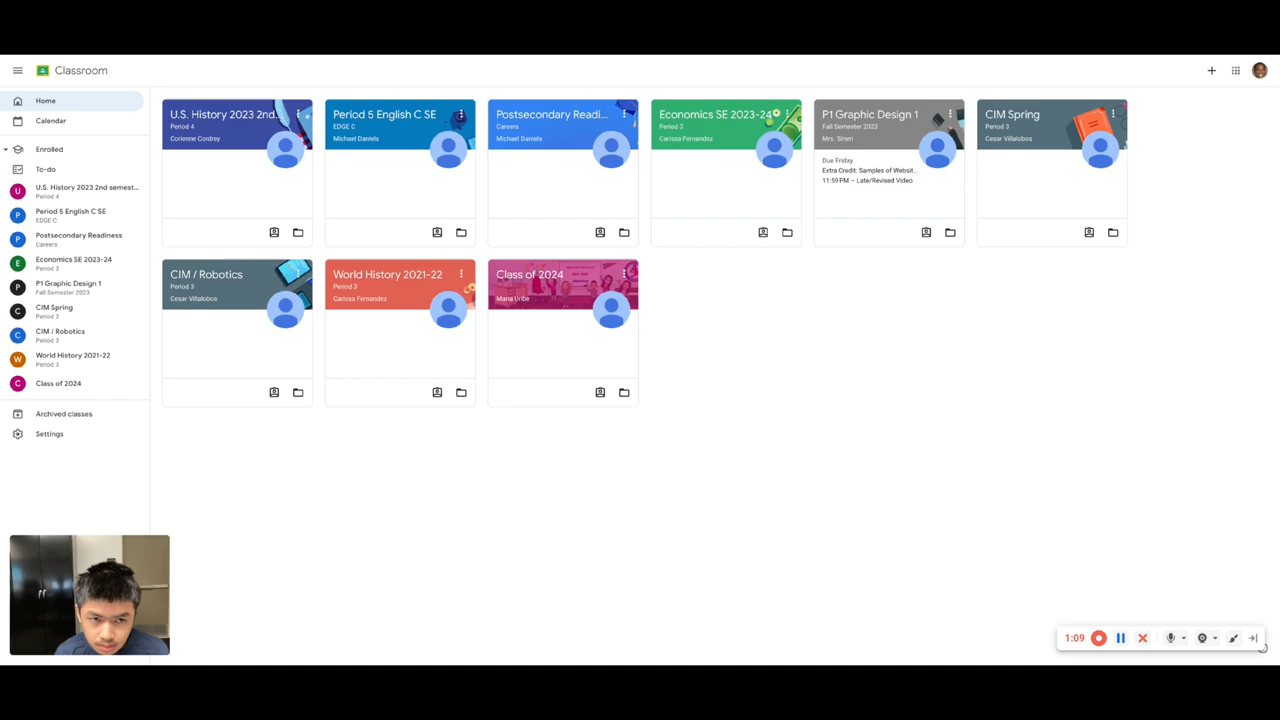 Classroom
Home
Calendar
Enrolled
To-do
U
U.S. History 2023 2nd semest...
Period 4
P
Period 5 English C SE
EDGE C
P
Postsecondary Readiness
Careers
E
Economics SE 2023-24
Period 3
P
P1 Graphic Design 1
Fall Semester 2023
C
CIM Spring
Period 3
C
CIM / Robotics
Period 3
W
World History 2021-22
Period 3
C
Class of 2024
Archived classes
Settings
U.S. History 2023 2nd...
Period 4
Corinne Cordrey
Period 5 English C SE
EDGE C
Michael Daniels
Postsecondary Readi...
Careers
Michael Daniels
Economics SE 2023-24
Period 3
Carissa Fernandez
P1 Graphic Design 1
Fall Semester 2023
Mrs. Sineri
Due Friday
Extra Credit: Samples of Websit...
11:59 PM – Late/Revised Video
CIM Spring
Period 3
Cesar Villalobos
CIM / Robotics
Period 3
Cesar Villalobos
World History 2021-22
Period 3
Carissa Fernandez
Class of 2024
Maria Uribe
1:09